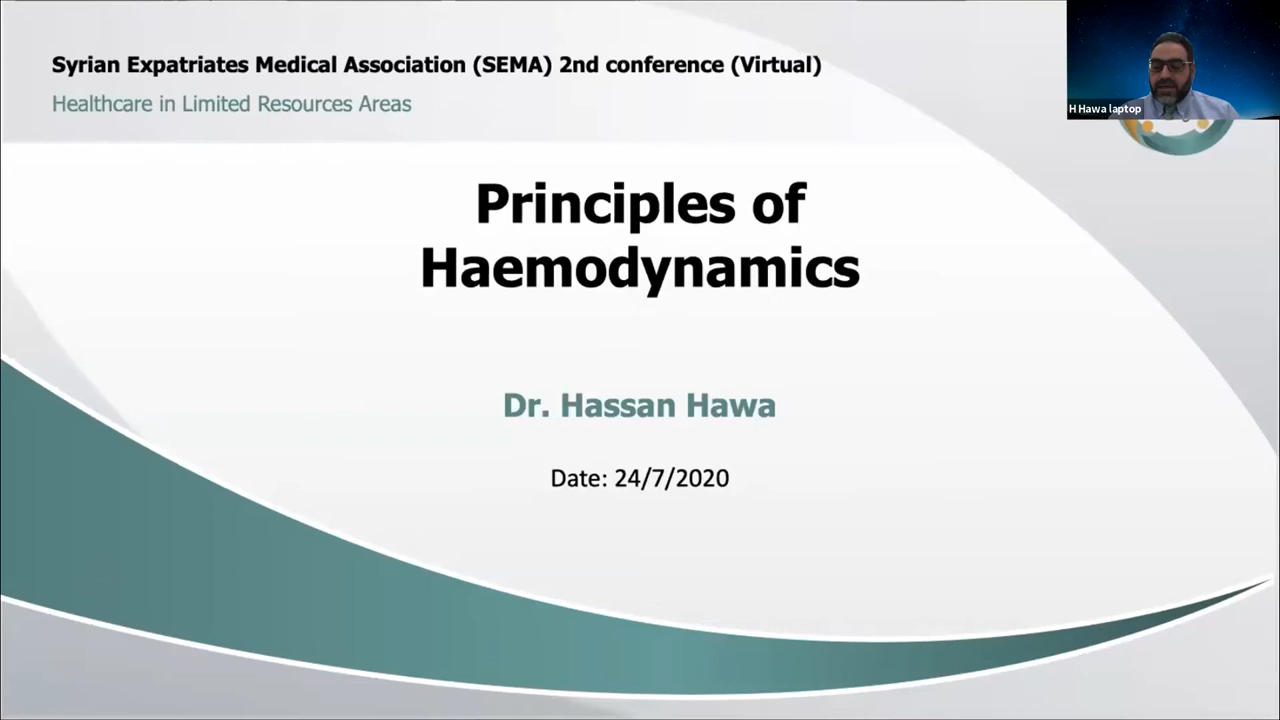 Syrian Expatriates Medical Association (SEMA) 2nd conference (Virtual)
Healthcare in Limited Resources Areas
H Hawa laptop
Principles of
Haemodynamics
Dr. Hassan Hawa
Date: 24/7/2020